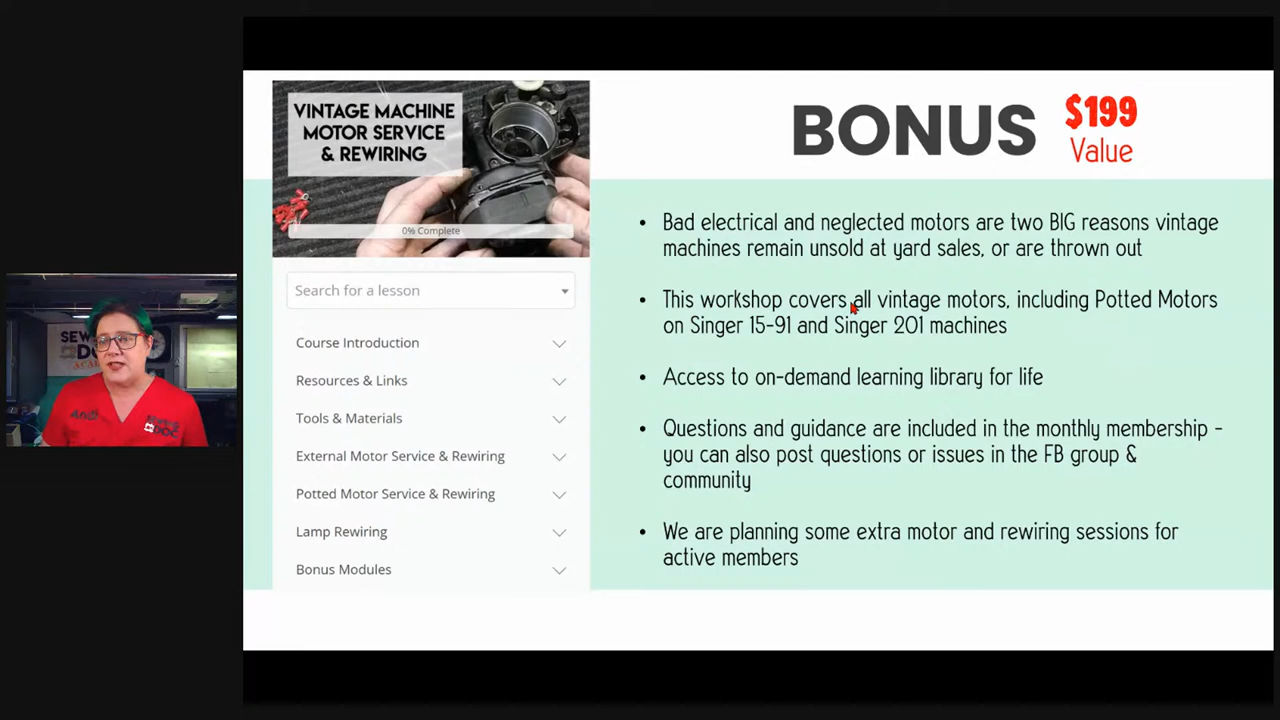 VINTAGE MACHINE
MOTOR SERVICE
& REWIRING
0% Complete
Search for a lesson
Course Introduction
Resources & Links
Tools & Materials
External Motor Service & Rewiring
Potted Motor Service & Rewiring
Lamp Rewiring
Bonus Modules
BONUS
$199
Value
• Bad electrical and neglected motors are two BIG reasons vintage
machines remain unsold at yard sales, or are thrown out
• This workshop covers all vintage motors, including Potted Motors
on Singer 15-91 and Singer 201 machines
• Access to on-demand learning library for life
• Questions and guidance are included in the monthly membership -
you can also post questions or issues in the FB group &
community
• We are planning some extra motor and rewiring sessions for
active members
SEW
DOC